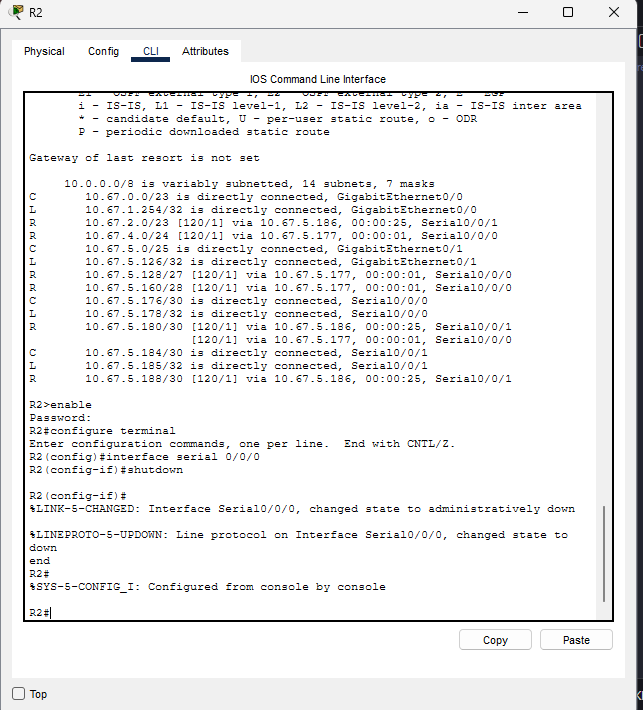 R2
Physical Config CLI Attributes
IOS Command Line Interface
i - IS-IS, L1 - IS-IS level-1, L2 - IS-IS level-2, ia - IS-IS inter area
* - candidate default, U - per-user static route, o - ODR
P - periodic downloaded static route
Gateway of last resort is not set
10.0.0.0/8 is variably subnetted, 14 subnets, 7 masks
C 10.67.0.0/23 is directly connected, GigabitEthernet0/0
L 10.67.1.254/32 is directly connected, GigabitEthernet0/0
R 10.67.2.0/23 [120/1] via 10.67.5.186, 00:00:25, Serial0/0/1
R 10.67.4.0/24 [120/1] via 10.67.5.177, 00:00:01, Serial0/0/0
C 10.67.5.0/25 is directly connected, GigabitEthernet0/1
L 10.67.5.126/32 is directly connected, GigabitEthernet0/1
R 10.67.5.128/27 [120/1] via 10.67.5.177, 00:00:01, Serial0/0/0
R 10.67.5.160/28 [120/1] via 10.67.5.177, 00:00:01, Serial0/0/0
C 10.67.5.176/30 is directly connected, Serial0/0/0
L 10.67.5.178/32 is directly connected, Serial0/0/0
R 10.67.5.180/30 [120/1] via 10.67.5.186, 00:00:25, Serial0/0/1
[120/1] via 10.67.5.177, 00:00:01, Serial0/0/0
C 10.67.5.184/30 is directly connected, Serial0/0/1
L 10.67.5.185/32 is directly connected, Serial0/0/1
R 10.67.5.188/30 [120/1] via 10.67.5.186, 00:00:25, Serial0/0/1
R2>enable
Password:
R2#configure terminal
Enter configuration commands, one per line. End with CNTL/Z.
R2(config)#interface serial 0/0/0
R2(config-if)#shutdown
R2(config-if)#
%LINK-5-CHANGED: Interface Serial0/0/0, changed state to administratively down
%LINEPROTO-5-UPDOWN: Line protocol on Interface Serial0/0/0, changed state to
down
end
R2#
%SYS-5-CONFIG_I: Configured from console by console
R2#
Copy Paste
Top